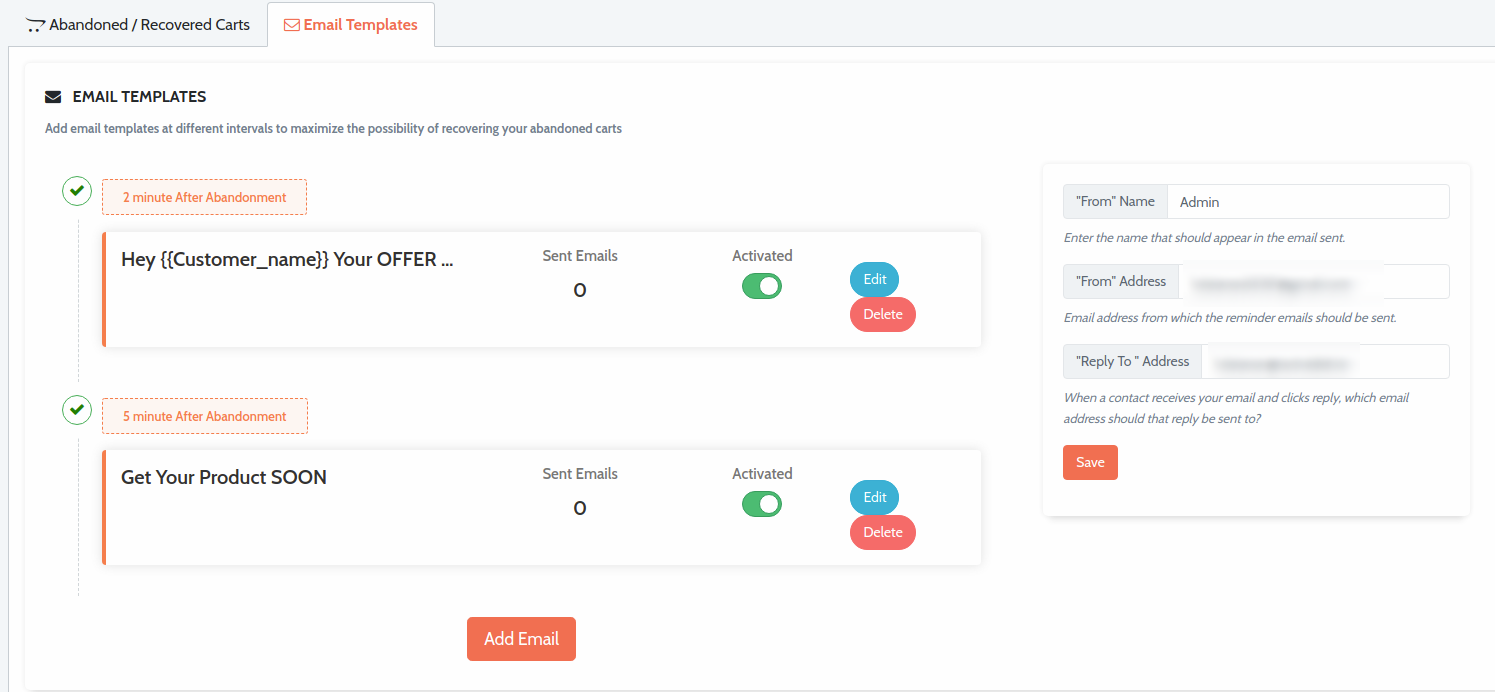 Abandoned / Recovered Carts
Email Templates
EMAIL TEMPLATES
Add email templates at different intervals to maximize the possibility of recovering your abandoned carts
2 minute After Abandonment
Hey {{Customer_name}} Your OFFER ...
Sent Emails
0
Activated
Edit
Delete
5 minute After Abandonment
Get Your Product SOON
Sent Emails
0
Activated
Edit
Delete
Add Email
"From" Name
Admin
Enter the name that should appear in the email sent.
"From" Address
Email address from which the reminder emails should be sent.
"Reply To " Address
When a contact receives your email and clicks reply, which email
address should that reply be sent to?
Save